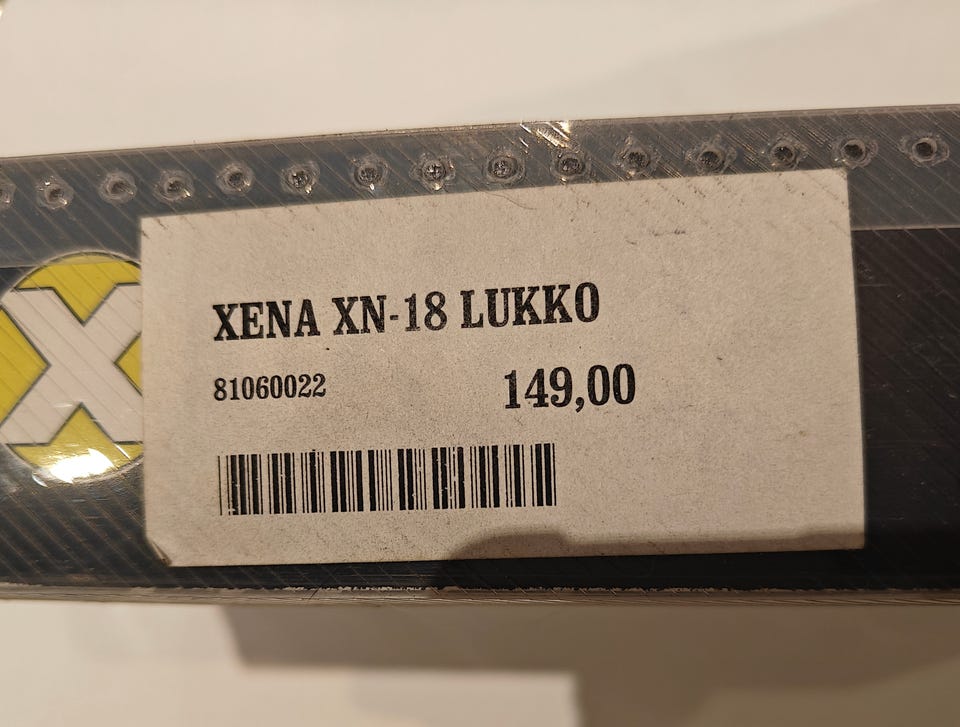 XENA XN-18 LUKKO
81060022 149,00
X